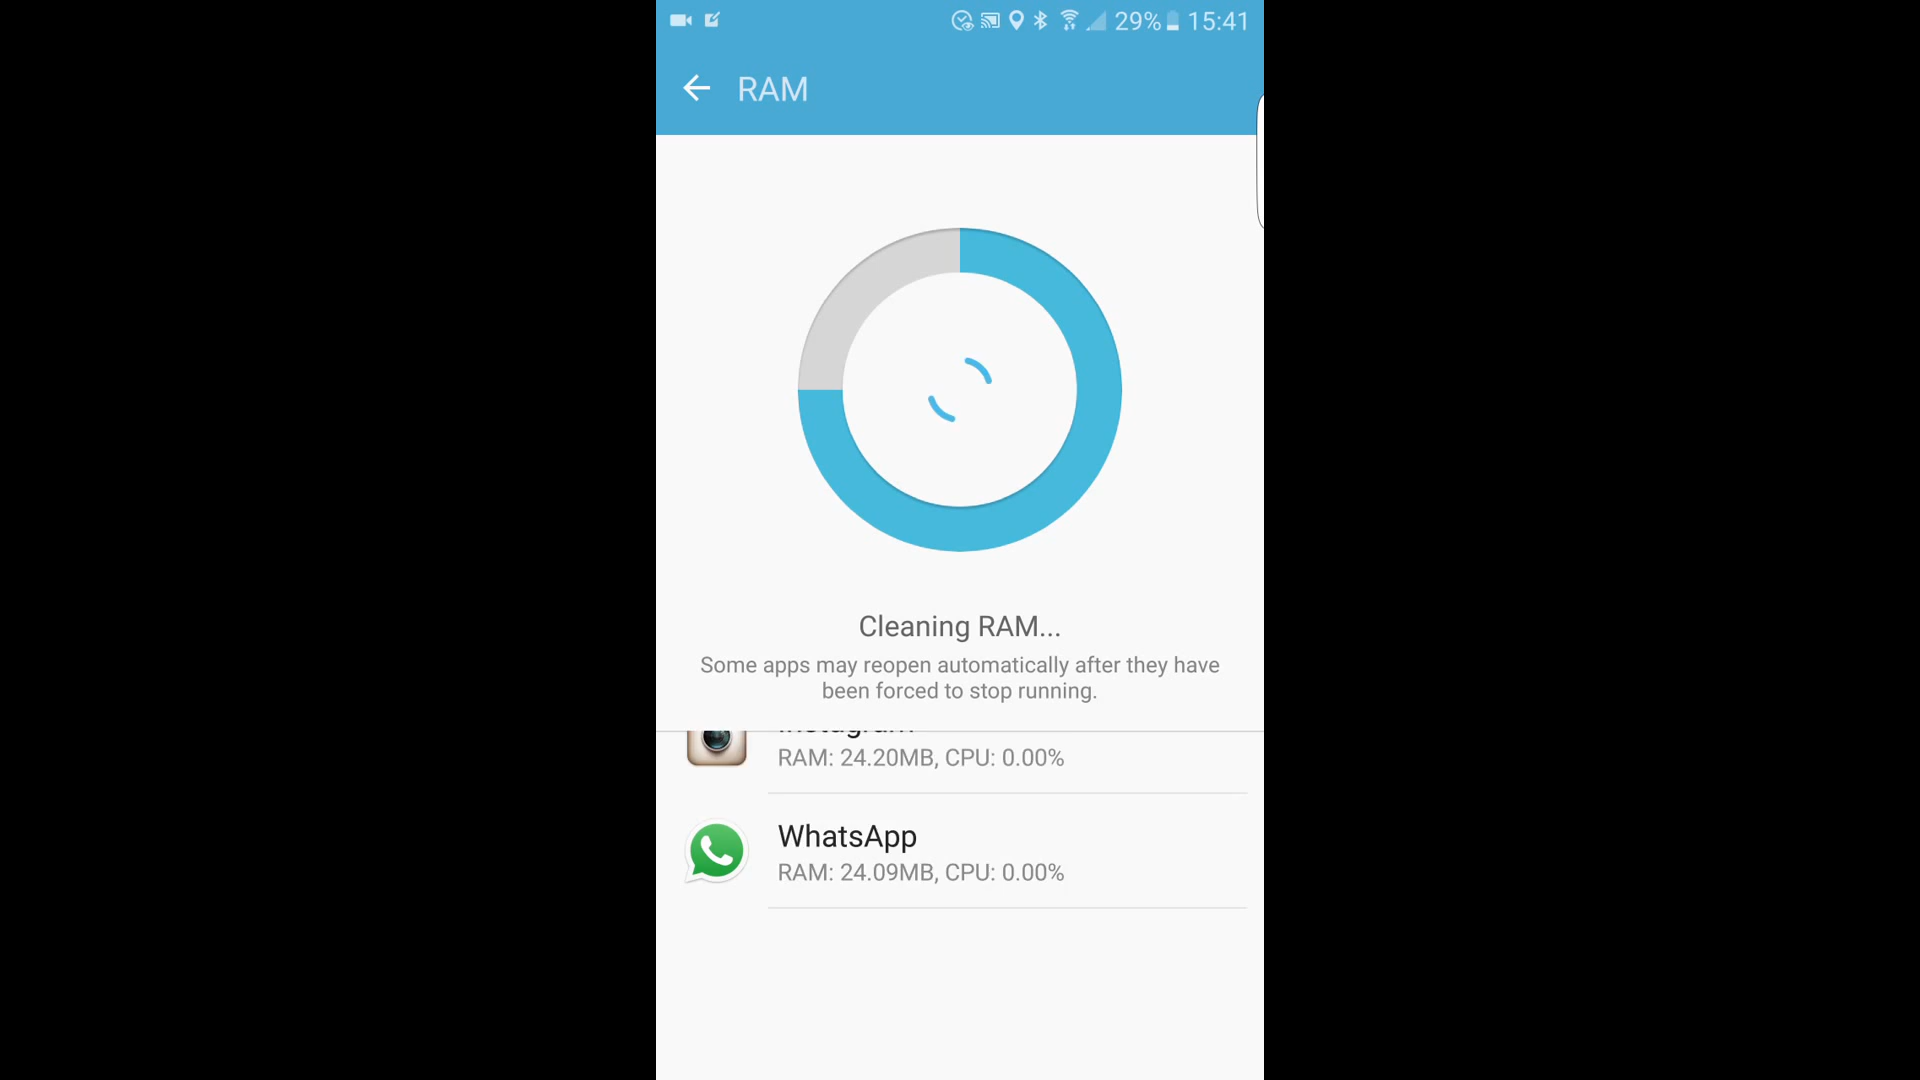 29% 15:41
RAM
Cleaning RAM...
Some apps may reopen automatically after they have
been forced to stop running.
Instagram
RAM: 24.20MB, CPU: 0.00%
WhatsApp
RAM: 24.09MB, CPU: 0.00%